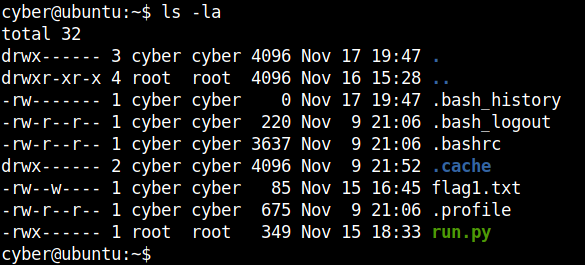 cyber@ubuntu:~$ ls -la
total 32
drwx------ 3 cyber cyber 4096 Nov 17 19:47 .
drwxr-xr-x 4 root  root  4096 Nov 16 15:28 ..
-rw------- 1 cyber cyber    0 Nov 17 19:47 .bash_history
-rw-r--r-- 1 cyber cyber  220 Nov  9 21:06 .bash_logout
-rw-r--r-- 1 cyber cyber 3637 Nov  9 21:06 .bashrc
drwx------ 2 cyber cyber 4096 Nov  9 21:52 .cache
-rw--w---- 1 cyber cyber   85 Nov 15 16:45 flag1.txt
-rw-r--r-- 1 cyber cyber  675 Nov  9 21:06 .profile
-rwx------ 1 root  root   349 Nov 15 18:33 run.py
cyber@ubuntu:~$